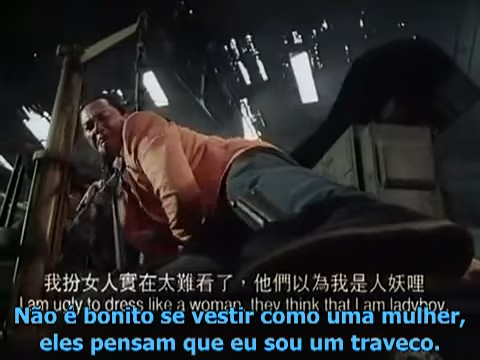 我扮女人實在太難看了，他們以為我是人妖哩
I am ugly to dress like a woman, they think that I am ladyboy.
Não é bonito se vestir como uma mulher,
eles pensam que eu sou um traveco.